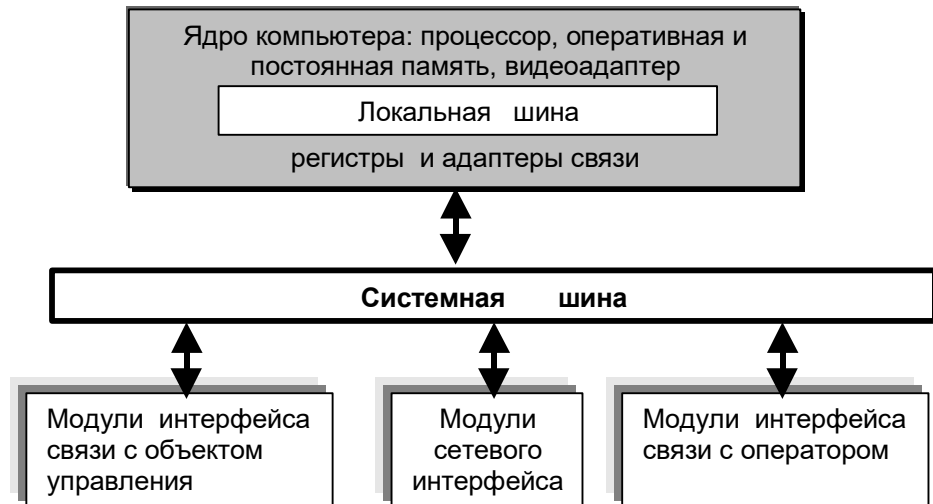 Ядро компьютера: процессор, оперативная и
постоянная память, видеоадаптер
Локальная шина
регистры и адаптеры связи
Системная шина
Модули интерфейса
связи с объектом
управления
Модули
сетевого
интерфейса
Модули интерфейса
связи с оператором